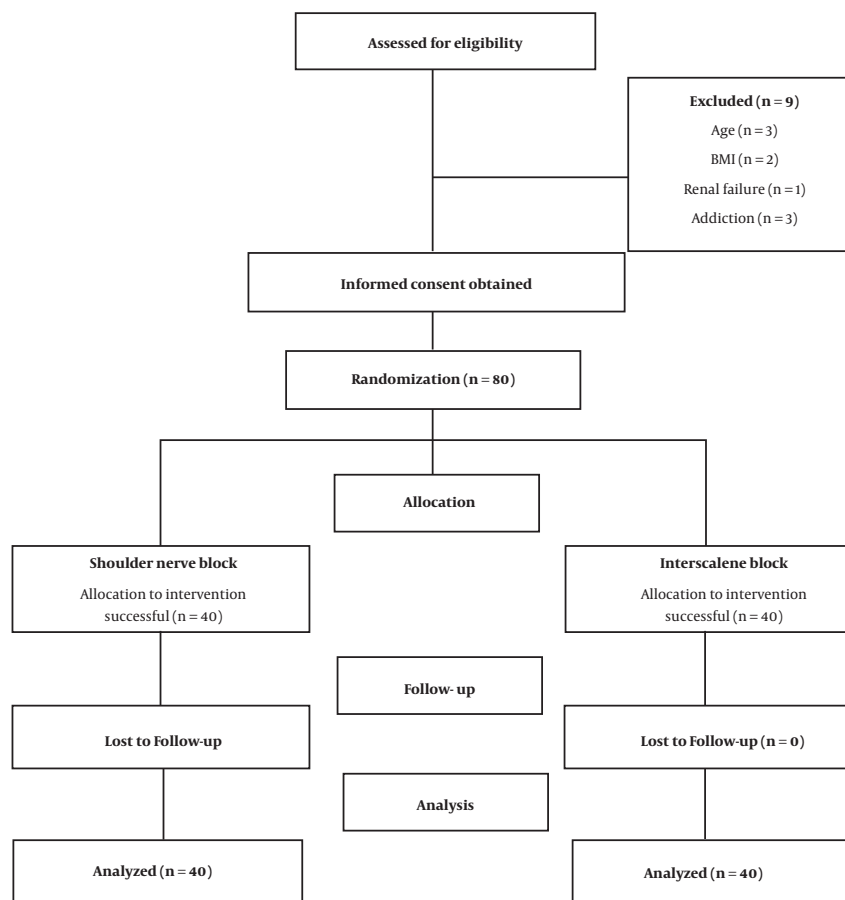 Assessed for eligibility
Excluded (n = 9)
Age (n = 3)
BMI (n = 2)
Renal failure (n = 1)
Addiction (n = 3)
Informed consent obtained
Randomization (n = 80)
Allocation
Shoulder nerve block
Allocation to intervention
successful (n = 40)
Interscalene block
Allocation to intervention
successful (n = 40)
Follow- up
Lost to Follow-up
Lost to Follow-up (n = 0)
Analysis
Analyzed (n = 40)
Analyzed (n = 40)